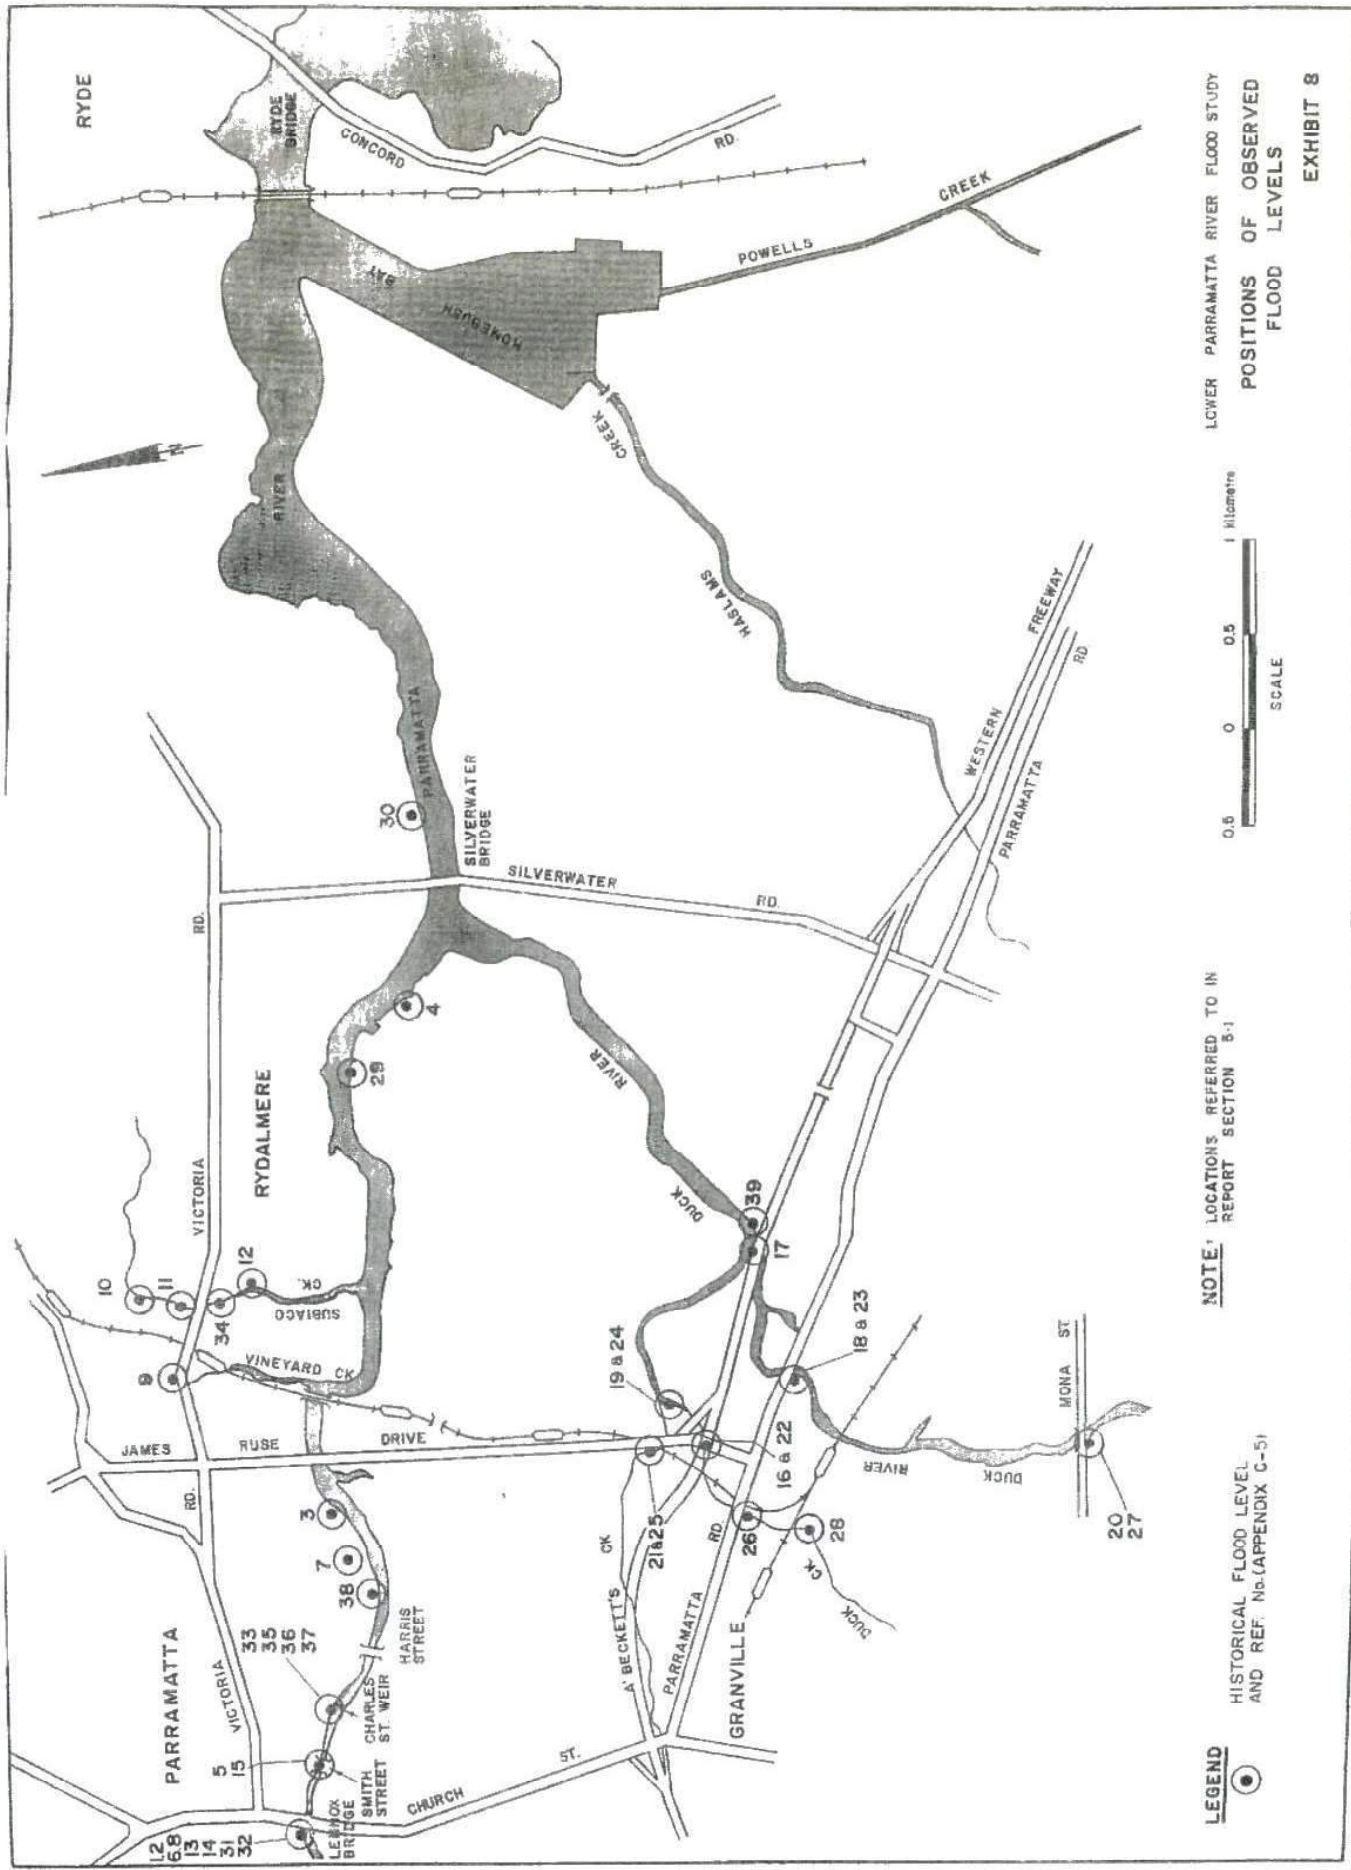 RYDE
RYDE
BRIDGE
CONCORD
RD.
POWELLS
CREEK
HOMEBUSH
BAY
CREEK
HASLAMS
RIVER
PARRAMATTA
N
30
SILVERWATER
BRIDGE
SILVERWATER
RD.
WESTERN
FREEWAY
PARRAMATTA
RD
VICTORIA
RD.
RYDALMERE
4
29
RIVER
DUCK
39
17
10
11
34
12
SUBIACO
CK.
9
VINEYARD CK
19 & 24
18 & 23
16 & 22
21&25
26
28
JAMES
RUSE
DRIVE
RD.
3
7
38
HARRIS
STREET
33
35
36
37
CHARLES
ST. WEIR
PARRAMATTA
VICTORIA
5
15
SMITH
STREET
LENNOX
BRIDGE
1,2
6,8
13
14
31
32
CHURCH
ST.
A'BECKETT'S
CK
PARRAMATTA
RD.
GRANVILLE
DUCK
CK
RIVER
DUCK
MONA ST.
20
27
LEGEND
HISTORICAL FLOOD LEVEL
AND REF. No.(APPENDIX C-5)
NOTE: LOCATIONS REFERRED TO IN
REPORT SECTION 5·1
0.5 0 0.5 1 kilometre
SCALE
LOWER PARRAMATTA RIVER FLOOD STUDY
POSITIONS OF OBSERVED
FLOOD LEVELS
EXHIBIT 8